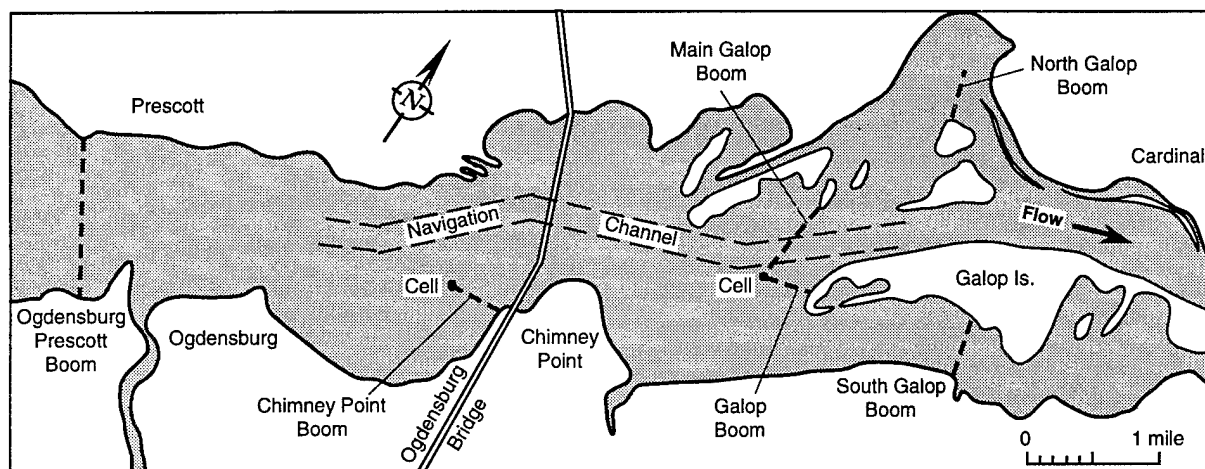 Main Galop
Boom
North Galop
Boom
Prescott
N
Cardinal
Navigation
Channel
Flow
Cell
Cell
Galop Is.
Ogdensburg
Prescott
Boom
Ogdensburg
Chimney
Point
Chimney Point
Boom
Ogdensburg
Bridge
Galop
Boom
South Galop
Boom
0 1 mile